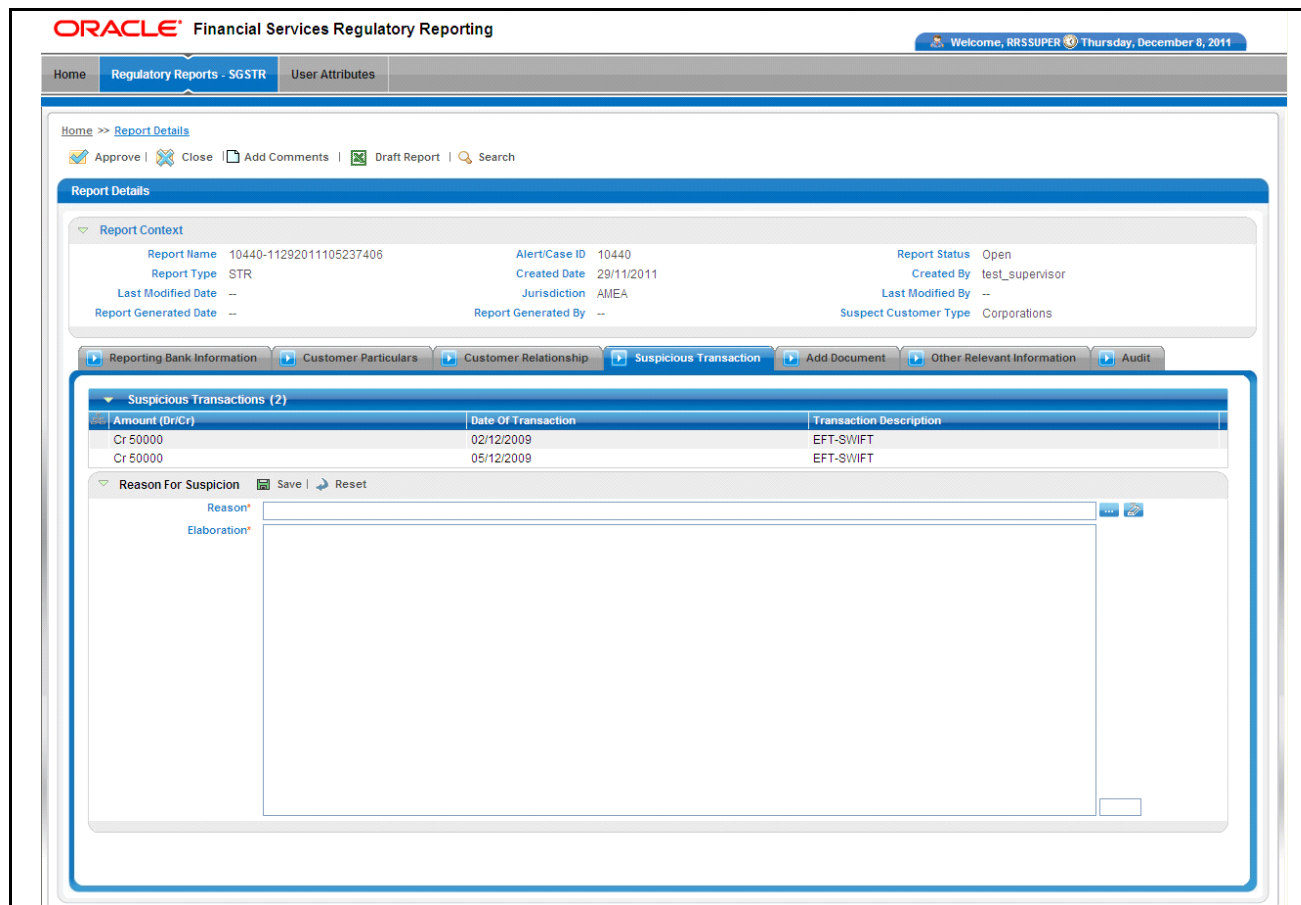 ORACLE Financial Services Regulatory Reporting
Welcome, RRSSUPER Thursday, December 8, 2011
Home Regulatory Reports - SGSTR User Attributes
Home >> Report Details
Approve | Close | Add Comments | Draft Report | Search
Report Details
Report Context
Report Name 10440-11292011105237406 Alert/Case ID 10440 Report Status Open
Report Type STR Created Date 29/11/2011 Created By test_supervisor
Last Modified Date -- Jurisdiction AMEA Last Modified By --
Report Generated Date -- Report Generated By -- Suspect Customer Type Corporations
Reporting Bank Information Customer Particulars Customer Relationship Suspicious Transaction Add Document Other Relevant Information Audit
Suspicious Transactions (2)
Amount (Dr/Cr) Date Of Transaction Transaction Description
Cr 50000 02/12/2009 EFT-SWIFT
Cr 50000 05/12/2009 EFT-SWIFT
Reason For Suspicion Save | Reset
Reason* ...
Elaboration*